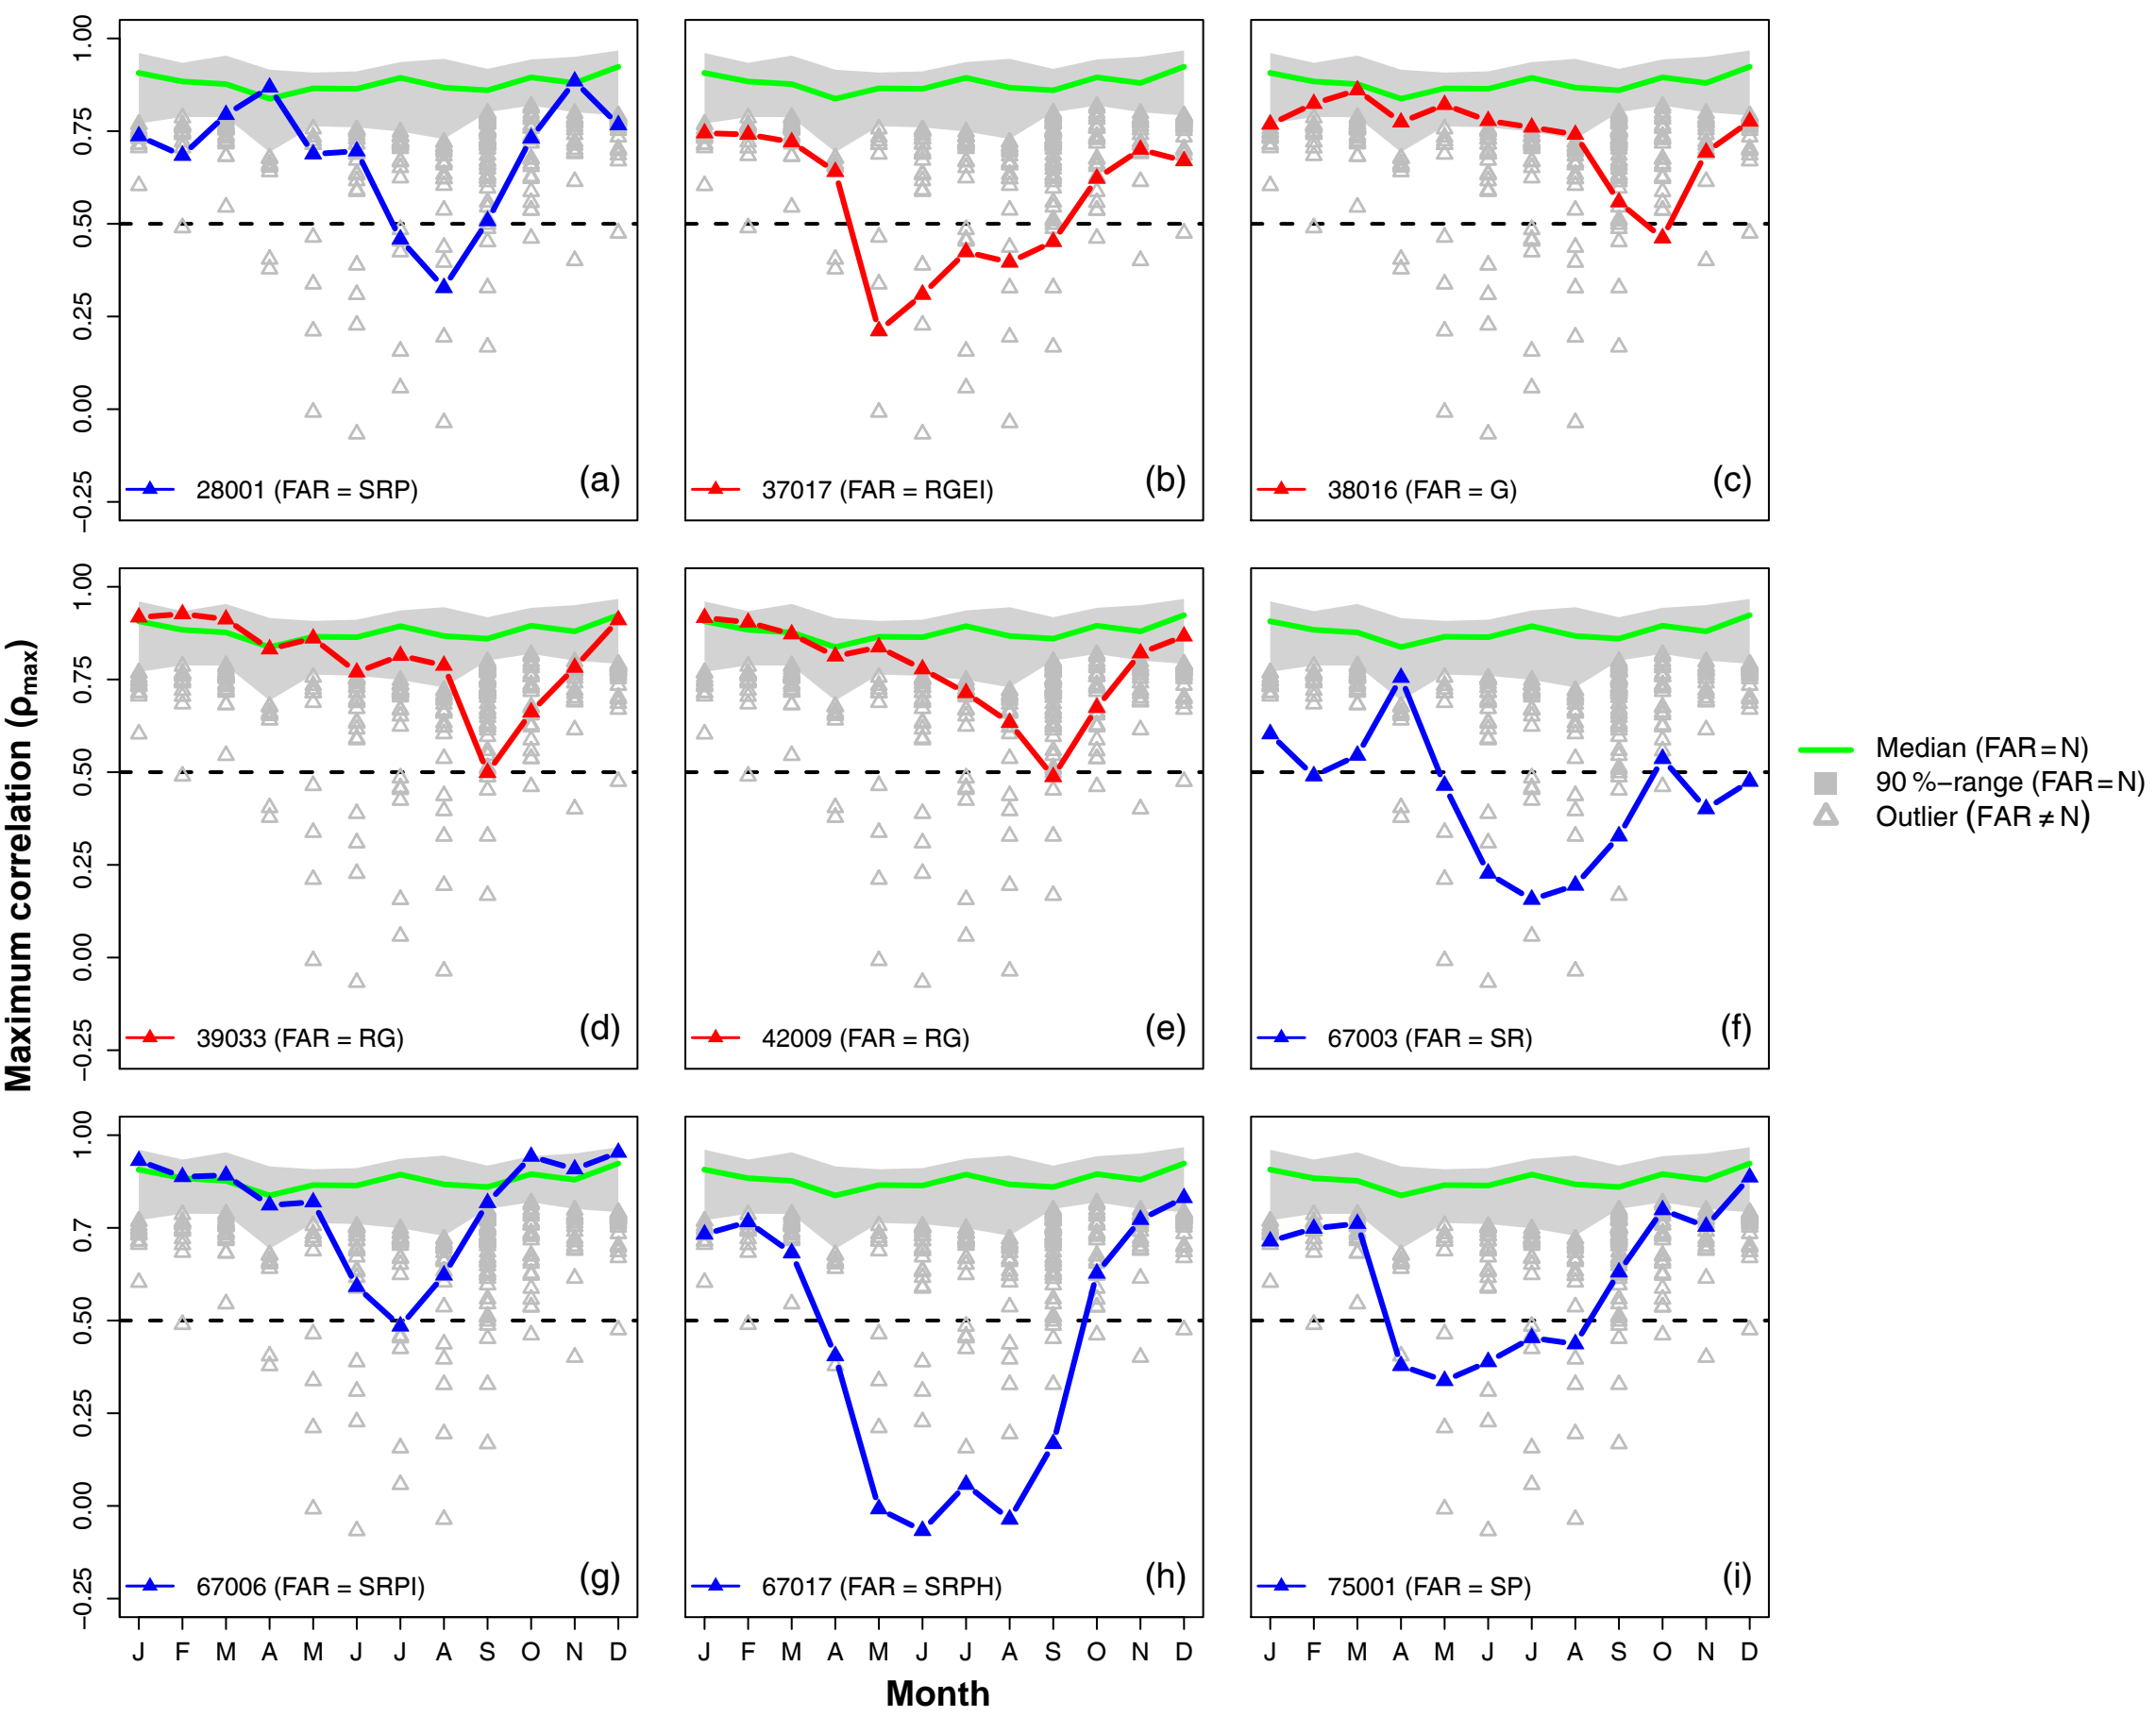 1.00
0.75
0.50
0.25
0.00
−0.25
28001 (FAR = SRP)
(a)
37017 (FAR = RGEI)
(b)
38016 (FAR = G)
(c)
1.00
0.75
0.50
0.25
0.00
−0.25
39033 (FAR = RG)
(d)
42009 (FAR = RG)
(e)
67003 (FAR = SR)
(f)
Maximum correlation (ρmax)
Median (FAR = N)
90 %−range (FAR = N)
Outlier (FAR ≠ N)
1.00
0.7
0.50
0.25
0.00
−0.25
67006 (FAR = SRPI)
(g)
67017 (FAR = SRPH)
(h)
75001 (FAR = SP)
(i)
J F M A M J J A S O N D
J F M A M J J A S O N D
J F M A M J J A S O N D
Month